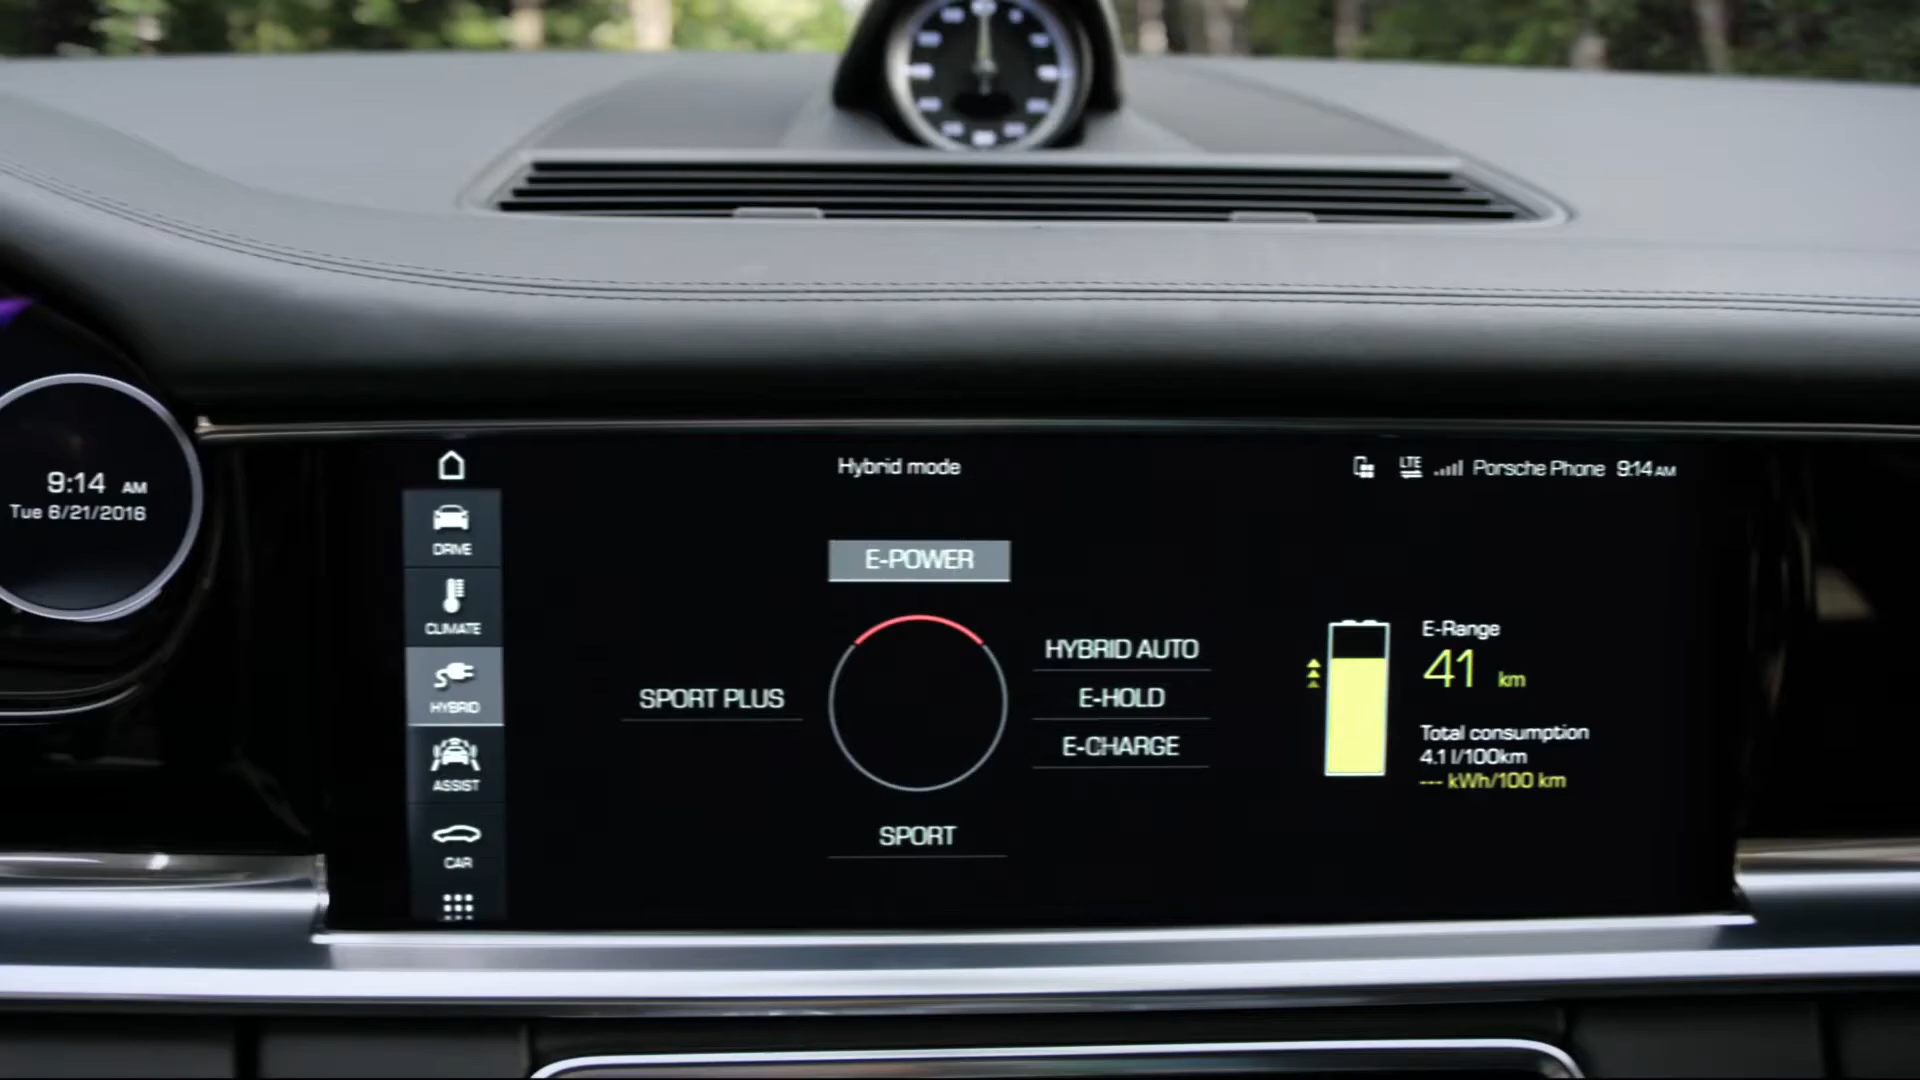 9:14 AM
Tue 6/21/2016
Hybrid mode
LTE Porsche Phone 9:14 AM
DRIVE
CLIMATE
HYBRID
ASSIST
CAR
E-POWER
SPORT PLUS
HYBRID AUTO
E-HOLD
E-CHARGE
SPORT
E-Range
41 km
Total consumption
4.1 l/100km
--- kWh/100 km